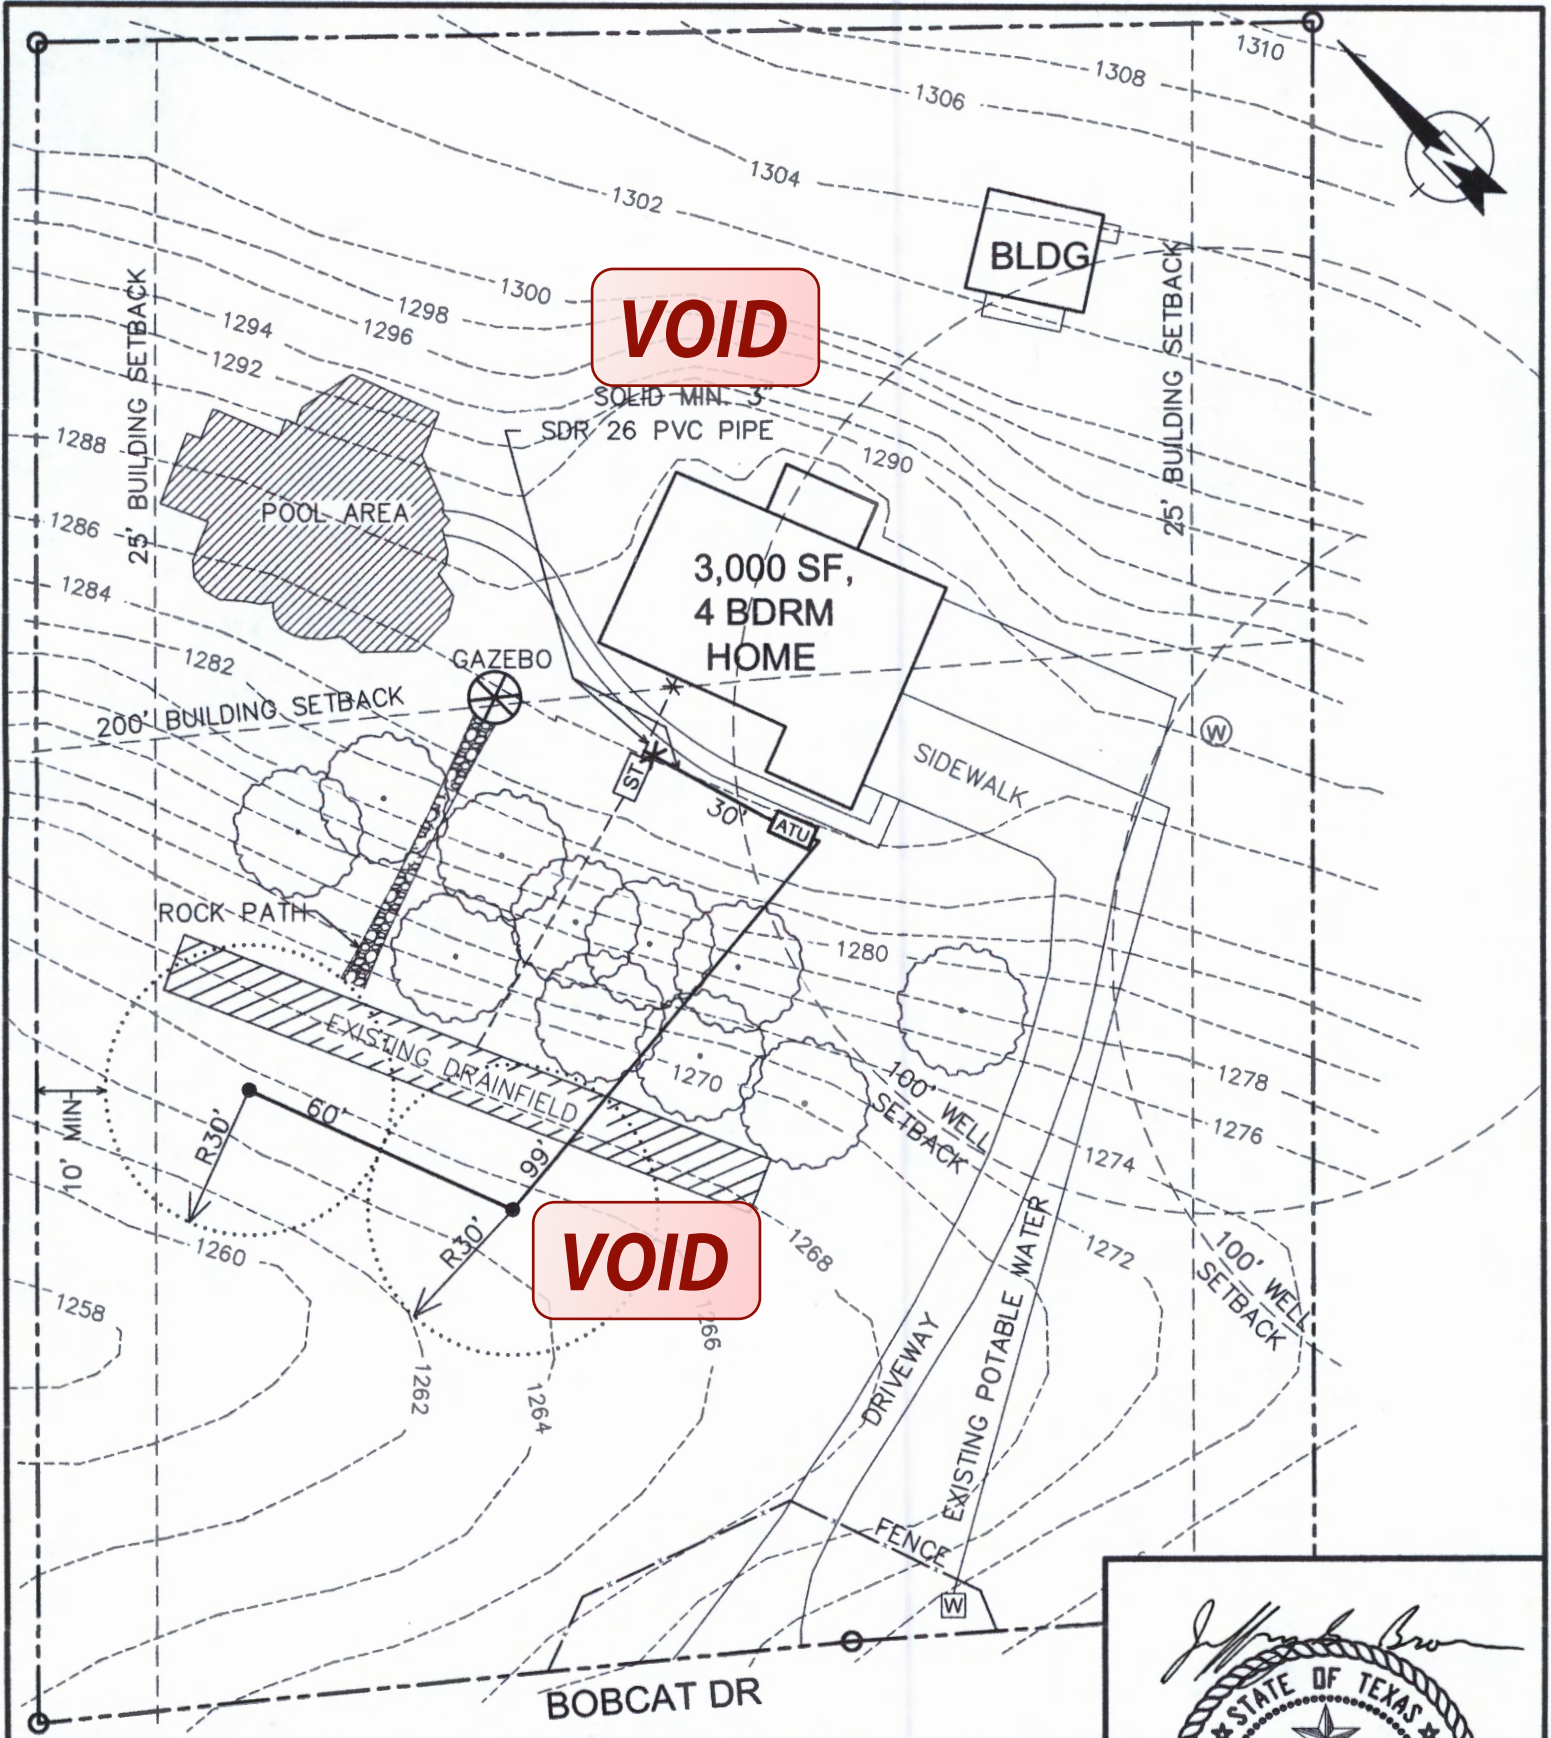 1310
1308
1306
1304
1302
BLDG
1300
1298
1296
1294
1292
VOID
SOLID MIN. 3"
SDR 26 PVC PIPE
25' BUILDING SETBACK
25' BUILDING SETBACK
1290
1288
POOL AREA
1286
3,000 SF,
4 BDRM
HOME
1284
1282
GAZEBO
200' BUILDING SETBACK
W
SIDEWALK
ST
30'
ATU
ROCK PATH
1280
EXISTING DRAINFIELD
1270
1278
100' WELL
SETBACK
1276
1274
60'
10' MIN
R30'
99'
R30'
VOID
1272
1268
1266
1260
1258
100' WELL
SETBACK
1262
1264
DRIVEWAY
EXISTING POTABLE WATER
FENCE
W
BOBCAT DR
STATE OF TEXAS